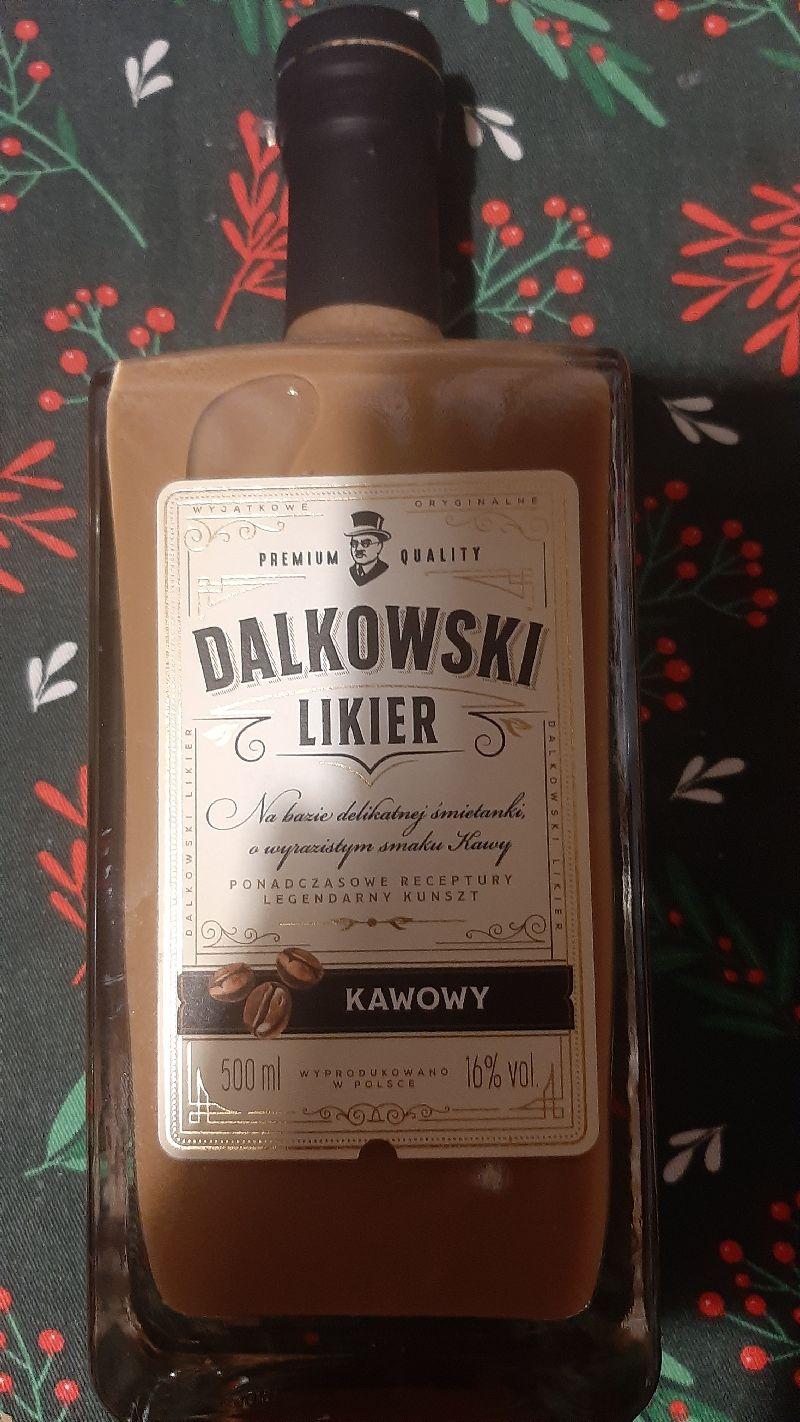 WYJĄTKOWE ORYGINALNE
PREMIUM QUALITY
DALKOWSKI
LIKIER
DALKOWSKI LIKIER
DALKOWSKI LIKIER
Na bazie delikatnej śmietanki,
o wyrazistym smaku Kawy
PONADCZASOWE RECEPTURY
LEGENDARNY KUNSZT
KAWOWY
500 ml WYPRODUKOWANO 16% vol.
W POLSCE